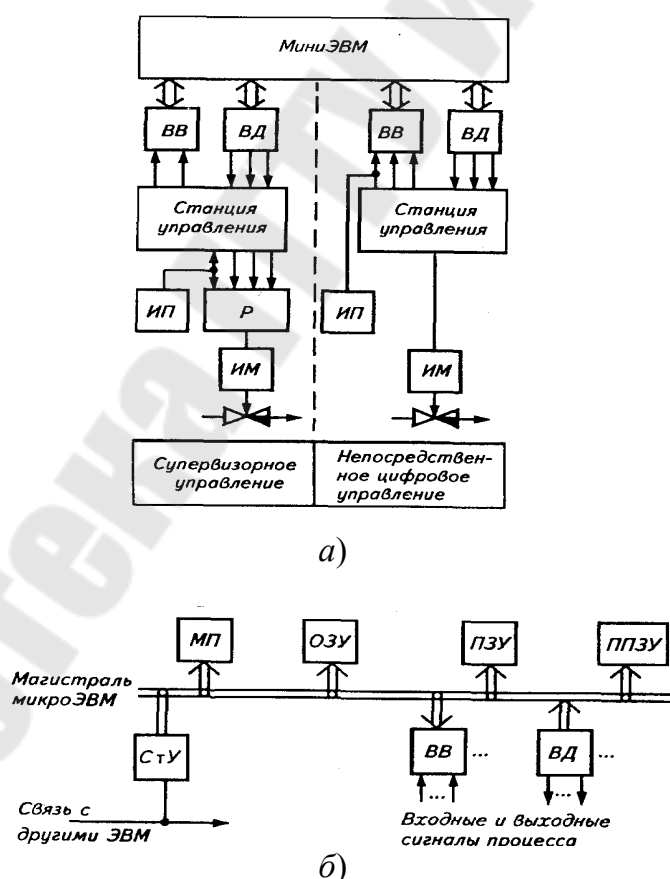 МиниЭВМ
ВВ
ВД
ВВ
ВД
Станция
управления
Станция
управления
ИП
Р
ИП
ИМ
ИМ
Супервизорное
управление
Непосредствен-
ное цифровое
управление
а)
МП
ОЗУ
ПЗУ
ППЗУ
Магистраль
микроЭВМ
СтУ
ВВ ...
ВД ...
...
...
Связь с
другими ЭВМ
Входные и выходные
сигналы процесса
б)